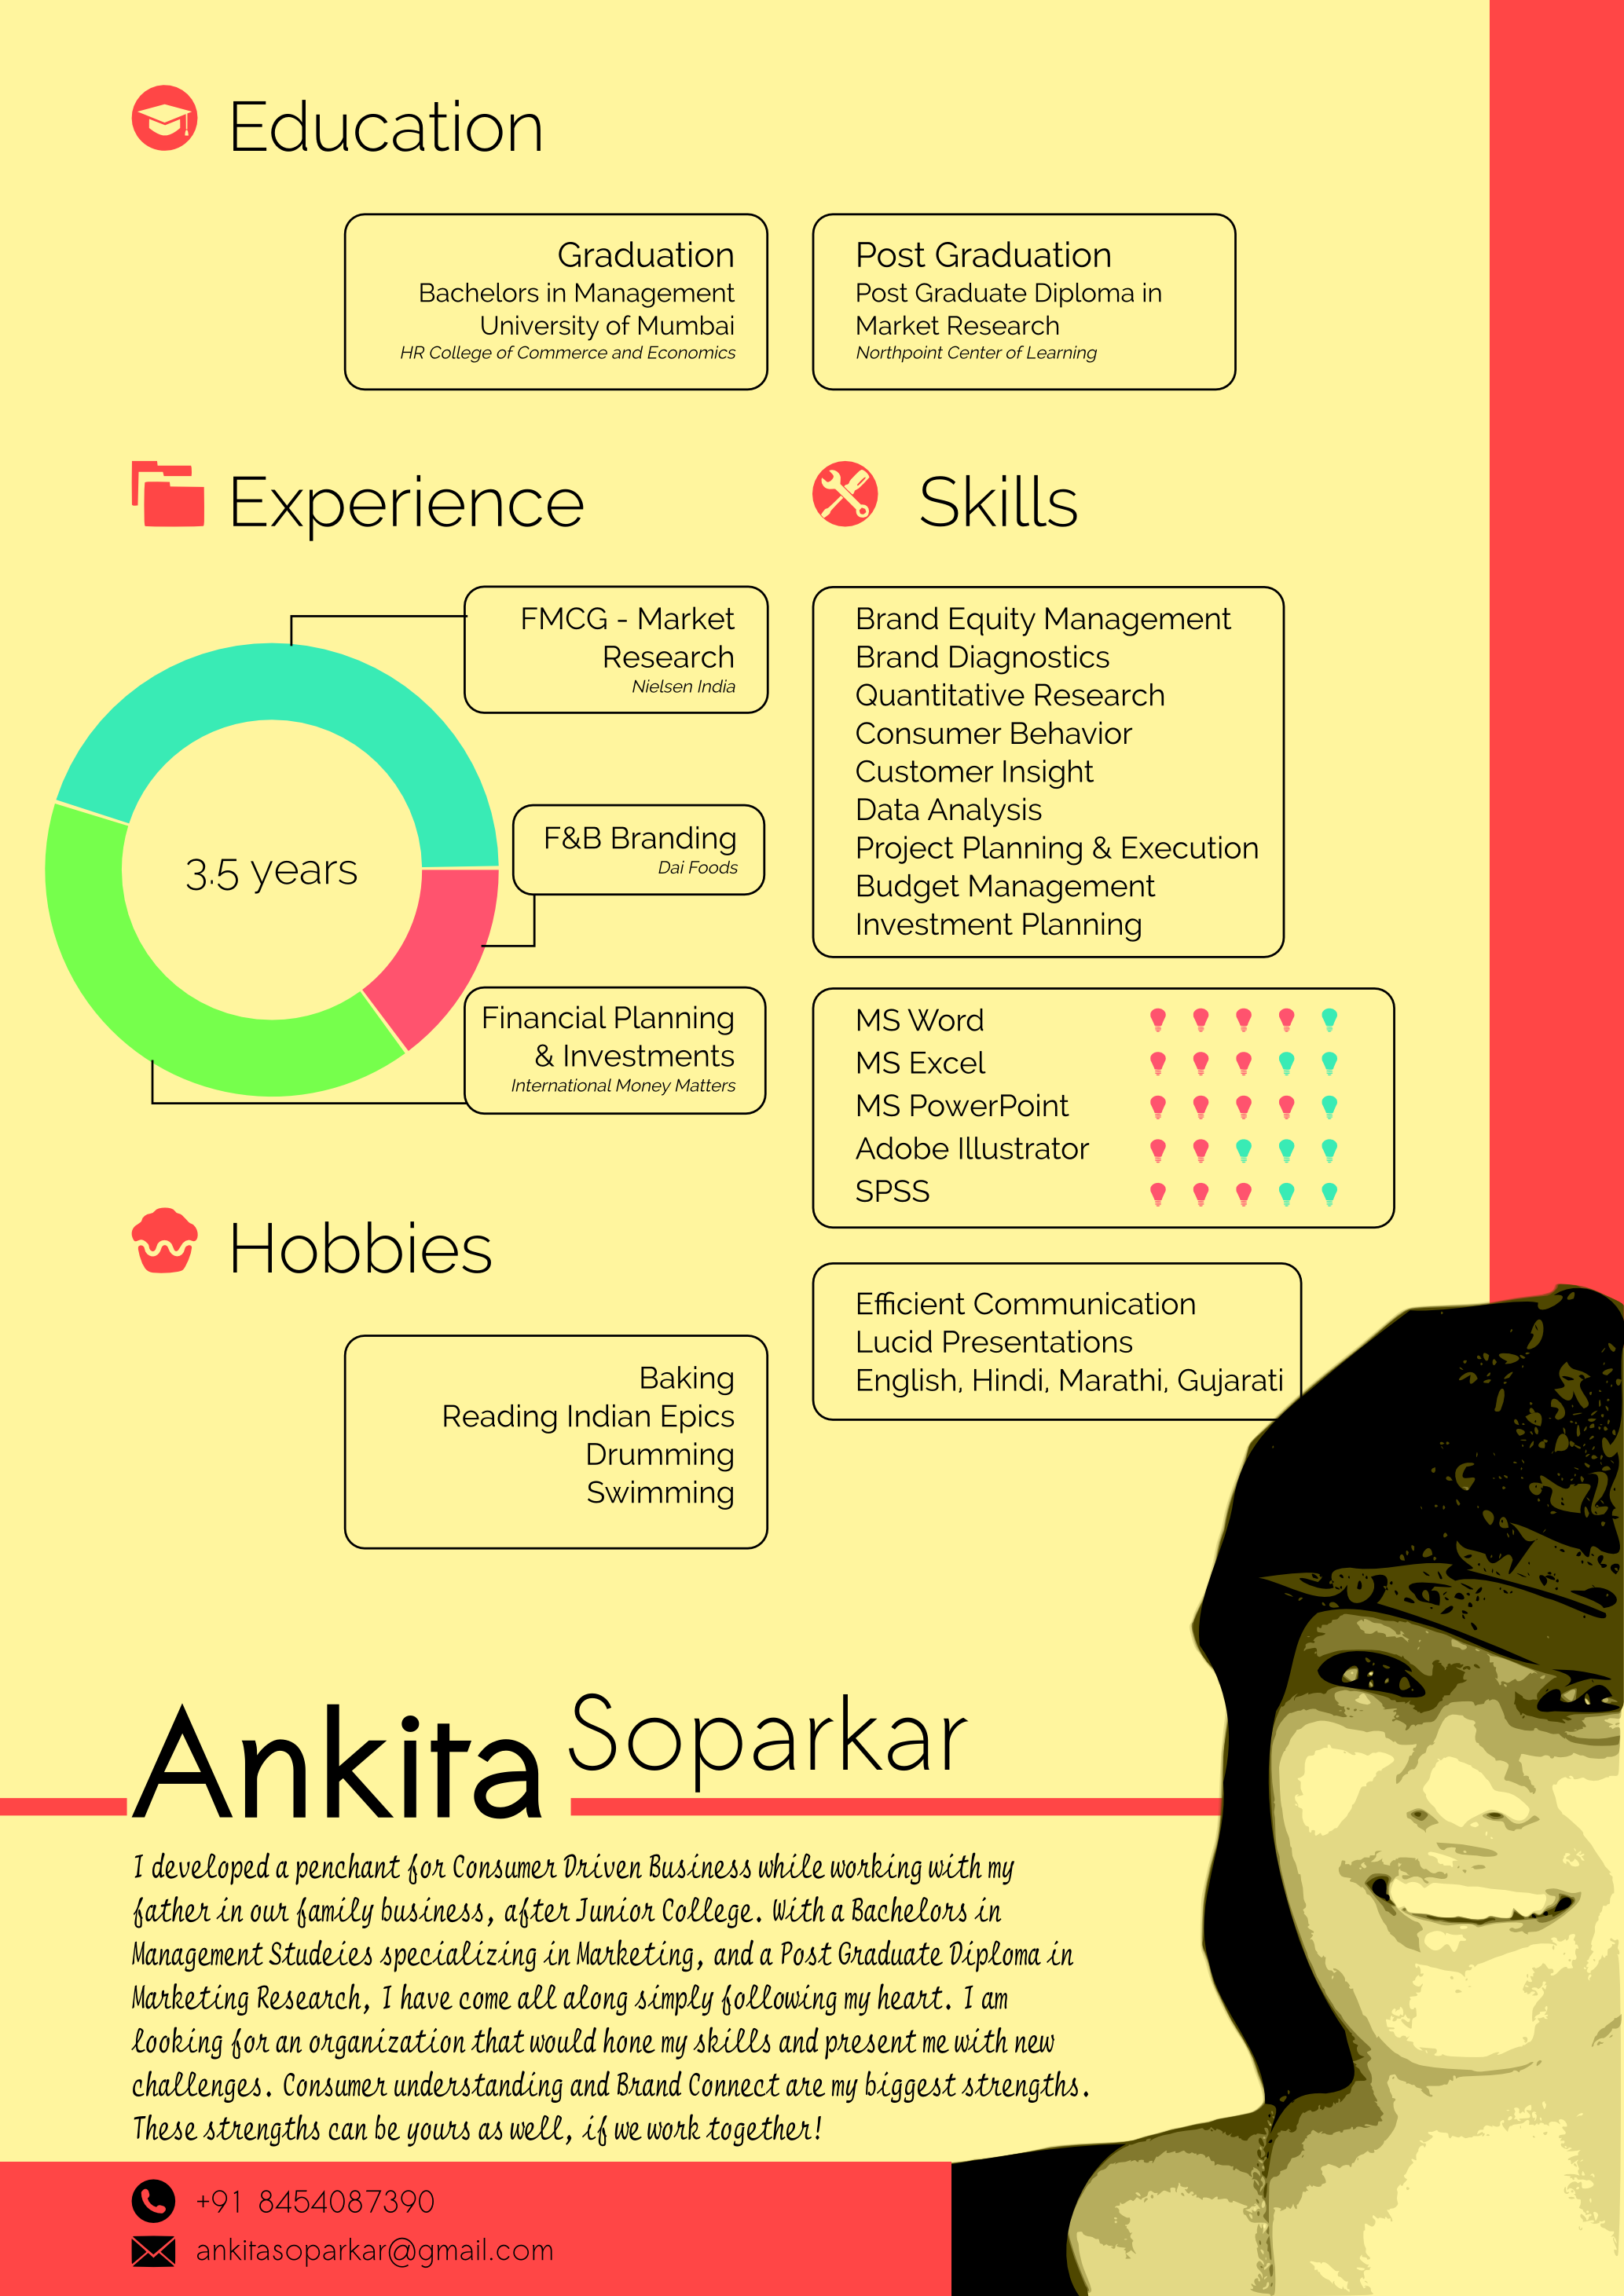 Education
Graduation
Bachelors in Management
University of Mumbai
HR College of Commerce and Economics
Post Graduation
Post Graduate Diploma in
Market Research
Northpoint Center of Learning
Experience
FMCG - Market
Research
Nielsen India
F&B Branding
Dai Foods
Financial Planning
& Investments
International Money Matters
3.5 years
Skills
Brand Equity Management
Brand Diagnostics
Quantitative Research
Consumer Behavior
Customer Insight
Data Analysis
Project Planning & Execution
Budget Management
Investment Planning
MS Word
MS Excel
MS PowerPoint
Adobe Illustrator
SPSS
Efficient Communication
Lucid Presentations
English, Hindi, Marathi, Gujarati
Hobbies
Baking
Reading Indian Epics
Drumming
Swimming
Ankita Soparkar
I developed a penchant for Consumer Driven Business while working with my
father in our family business, after Junior College. With a Bachelors in
Management Studeies specializing in Marketing, and a Post Graduate Diploma in
Marketing Research, I have come all along simply following my heart. I am
looking for an organization that would hone my skills and present me with new
challenges. Consumer understanding and Brand Connect are my biggest strengths.
These strengths can be yours as well, if we work together!
+91 8454087390
ankitasoparkar@gmail.com